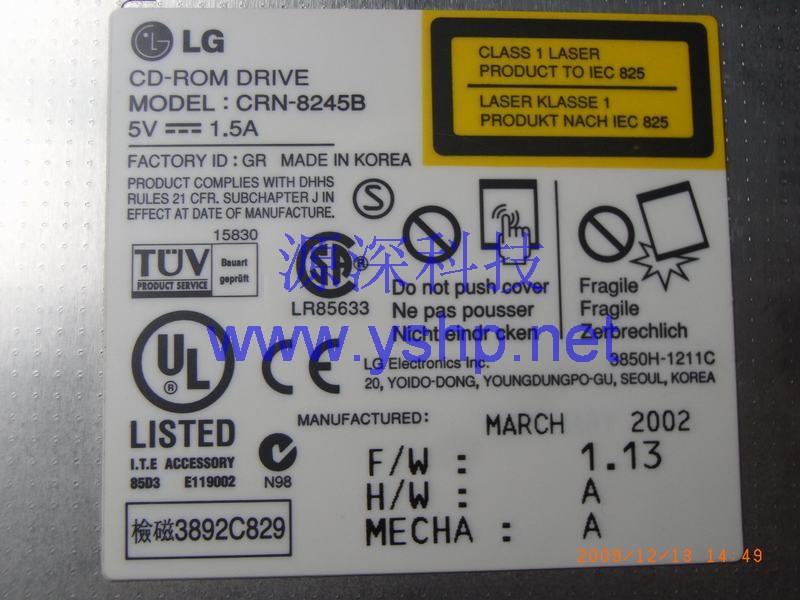 LG
CD-ROM DRIVE
MODEL : CRN-8245B
5V 1.5A
FACTORY ID : GR MADE IN KOREA
PRODUCT COMPLIES WITH DHHS
RULES 21 CFR. SUBCHAPTER J IN
EFFECT AT DATE OF MANUFACTURE.
CLASS 1 LASER
PRODUCT TO IEC 825
LASER KLASSE 1
PRODUKT NACH IEC 825
S
15830
TÜV
PRODUCT SERVICE
Bauart
geprüft
CSA ®
LR85633
Do not push cover
Ne pas pousser
Nicht eindrücken
Fragile
Fragile
Zerbrechlich
源深科技
www.yshp.net
UL ®
LISTED
I.T.E ACCESSORY
85D3 E119002
CE
N98
LG Electronics Inc. 3850H-1211C
20, YOIDO-DONG, YOUNGDUNGPO-GU, SEOUL, KOREA
MANUFACTURED: MARCH 2002
F/W : 1.13
H/W : A
MECHA : A
檢磁3892C829
2009/12/13 14:49